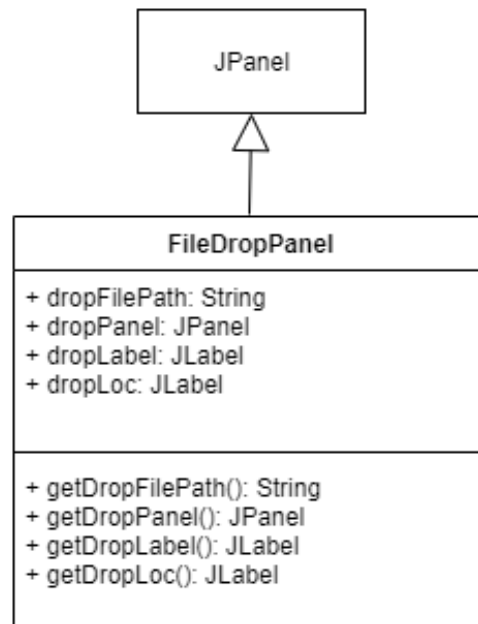 JPanel
FileDropPanel
+ dropFilePath: String
+ dropPanel: JPanel
+ dropLabel: JLabel
+ dropLoc: JLabel
+ getDropFilePath(): String
+ getDropPanel(): JPanel
+ getDropLabel(): JLabel
+ getDropLoc(): JLabel